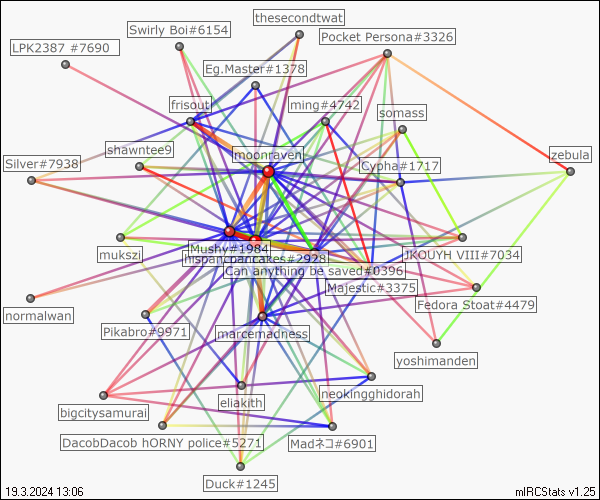 thesecondtwat
Swirly Boi#6154
Pocket Persona#3326
LPK2387 #7690
Eg.Master#1378
frisout
ming#4742
somass
shawntee9
moonraven
zebula
Silver#7938
Cypha#1717
mukszi
Mushy#1984
hispanicpancakes#2928
JKOUYH VIII#7034
Can anything be saved#0396
Majestic#3375
Fedora Stoat#4479
normalwan
Pikabro#9971
marcemadness
yoshimanden
neokingghidorah
eliakith
bigcitysamurai
DacobDacob hORNY police#5271
Madネコ#6901
Duck#1245
19.3.2024 13:06
mIRCStats v1.25